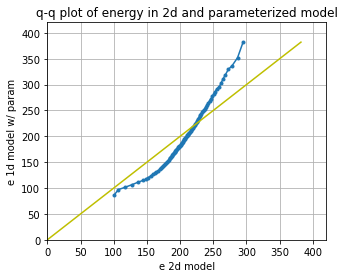 q-q plot of energy in 2d and parameterized model
400
350
300
250
200
150
100
50
0
e 1d model w/ param
0 50 100 150 200 250 300 350 400
e 2d model